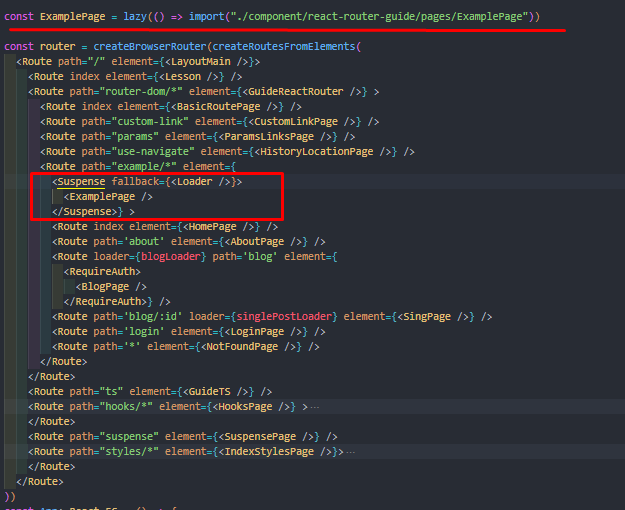 const ExamplePage = lazy(() => import("./component/react-router-guide/pages/ExamplePage"))
const router = createBrowserRouter(createRoutesFromElements(
<Route path="/" element={<LayoutMain />}>
<Route index element={<Lesson />} />
<Route path="router-dom/*" element={<GuideReactRouter />} >
<Route index element={<BasicRoutePage />} />
<Route path="custom-link" element={<CustomLinkPage />} />
<Route path="params" element={<ParamsLinksPage />} />
<Route path="use-navigate" element={<HistoryLocationPage />} />
<Route path="example/*" element={
<Suspense fallback={<Loader />}>
<ExamplePage />
</Suspense>} >
<Route index element={<HomePage />} />
<Route path='about' element={<AboutPage />} />
<Route loader={blogLoader} path='blog' element={
<RequireAuth>
<BlogPage />
</RequireAuth>} />
<Route path='blog/:id' loader={singlePostLoader} element={<SingPage />} />
<Route path='login' element={<LoginPage />} />
<Route path='*' element={<NotFoundPage />} />
</Route>
</Route>
<Route path="ts" element={<GuideTS />} />
<Route path="hooks/*" element={<HooksPage />} >···
</Route>
<Route path="suspense" element={<SuspensePage />} />
<Route path="styles/*" element={<IndexStylesPage />}>···
</Route>
</Route>
))